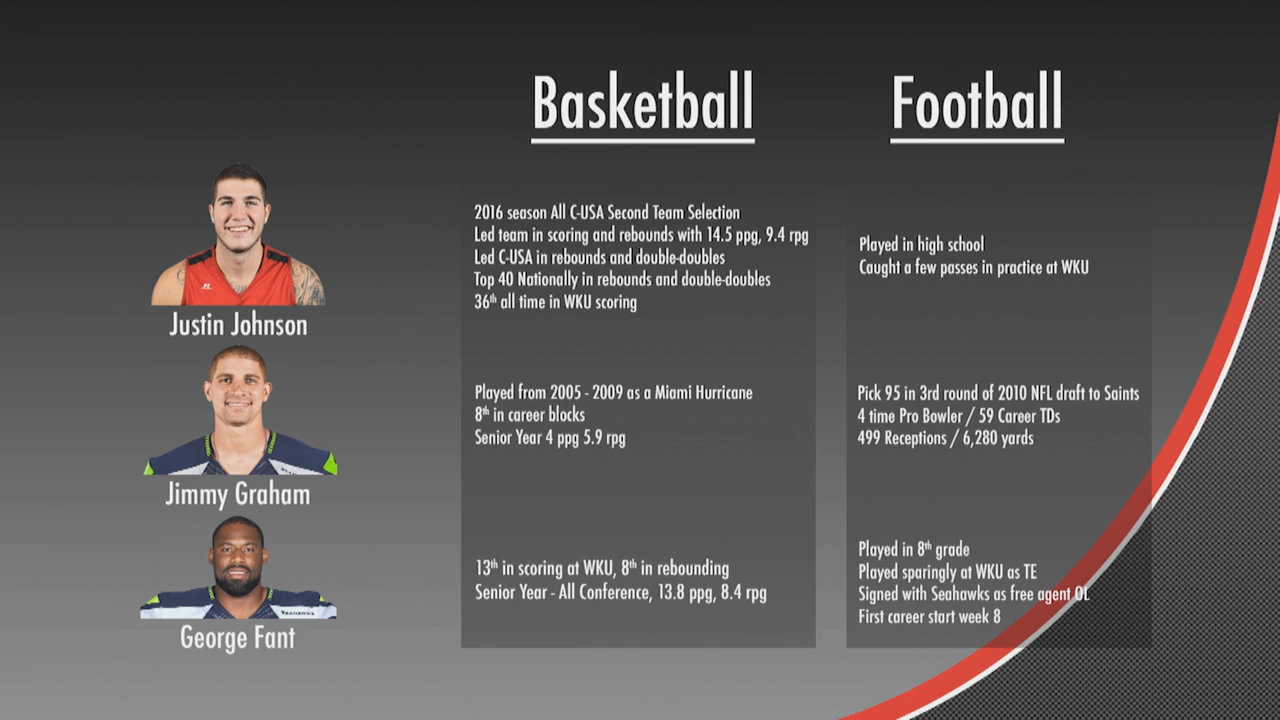 Basketball
Football
Justin Johnson
2016 season All C-USA Second Team Selection
Led team in scoring and rebounds with 14.5 ppg, 9.4 rpg
Led C-USA in rebounds and double-doubles
Top 40 Nationally in rebounds and double-doubles
36th all time in WKU scoring
Played in high school
Caught a few passes in practice at WKU
Jimmy Graham
Played from 2005 - 2009 as a Miami Hurricane
8th in career blocks
Senior Year 4 ppg 5.9 rpg
Pick 95 in 3rd round of 2010 NFL draft to Saints
4 time Pro Bowler / 59 Career TDs
499 Receptions / 6,280 yards
SEAHAWKS
George Fant
13th in scoring at WKU, 8th in rebounding
Senior Year - All Conference, 13.8 ppg, 8.4 rpg
Played in 8th grade
Played sparingly at WKU as TE
Signed with Seahawks as free agent OL
First career start week 8